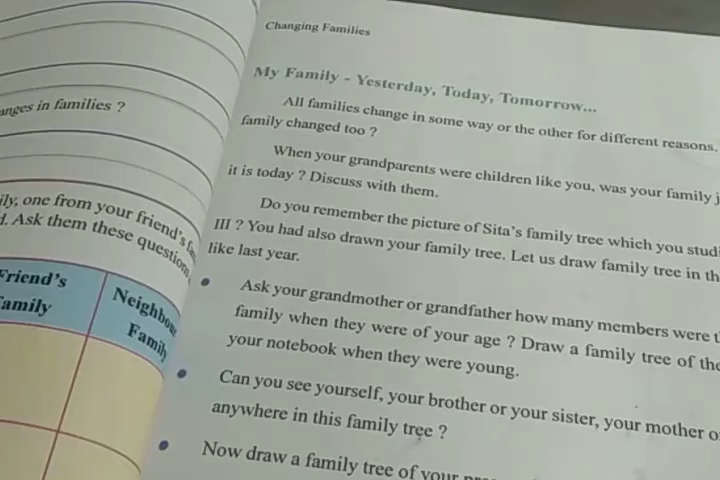 anges in families ?
ily, one from your friend's
d. Ask them these question
Friend's
Family
Neighbou
Family
Changing Families
My Family - Yesterday, Today, Tomorrow...
All families change in some way or the other for different reasons.
family changed too ?
When your grandparents were children like you, was your family j
it is today ? Discuss with them.
Do you remember the picture of Sita's family tree which you studi
III ? You had also drawn your family tree. Let us draw family tree in th
like last year.
Ask your grandmother or grandfather how many members were t
family when they were of your age ? Draw a family tree of the
your notebook when they were young.
Can you see yourself, your brother or your sister, your mother o
anywhere in this family tree ?
Now draw a family tree of your